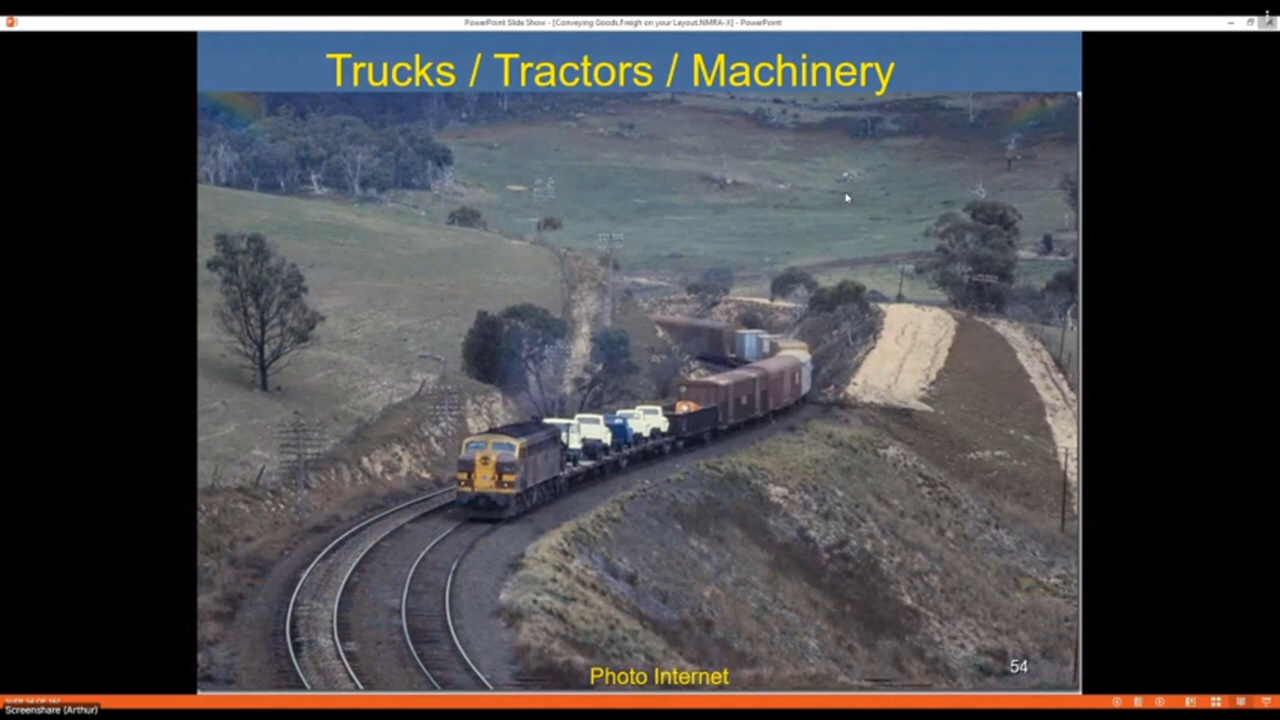 PowerPoint Slide Show - [Conveying Goods.Freigh on your Layout.NMRA-X] - PowerPoint
Trucks / Tractors / Machinery
54
Photo Internet
Screenshare (Arthur)